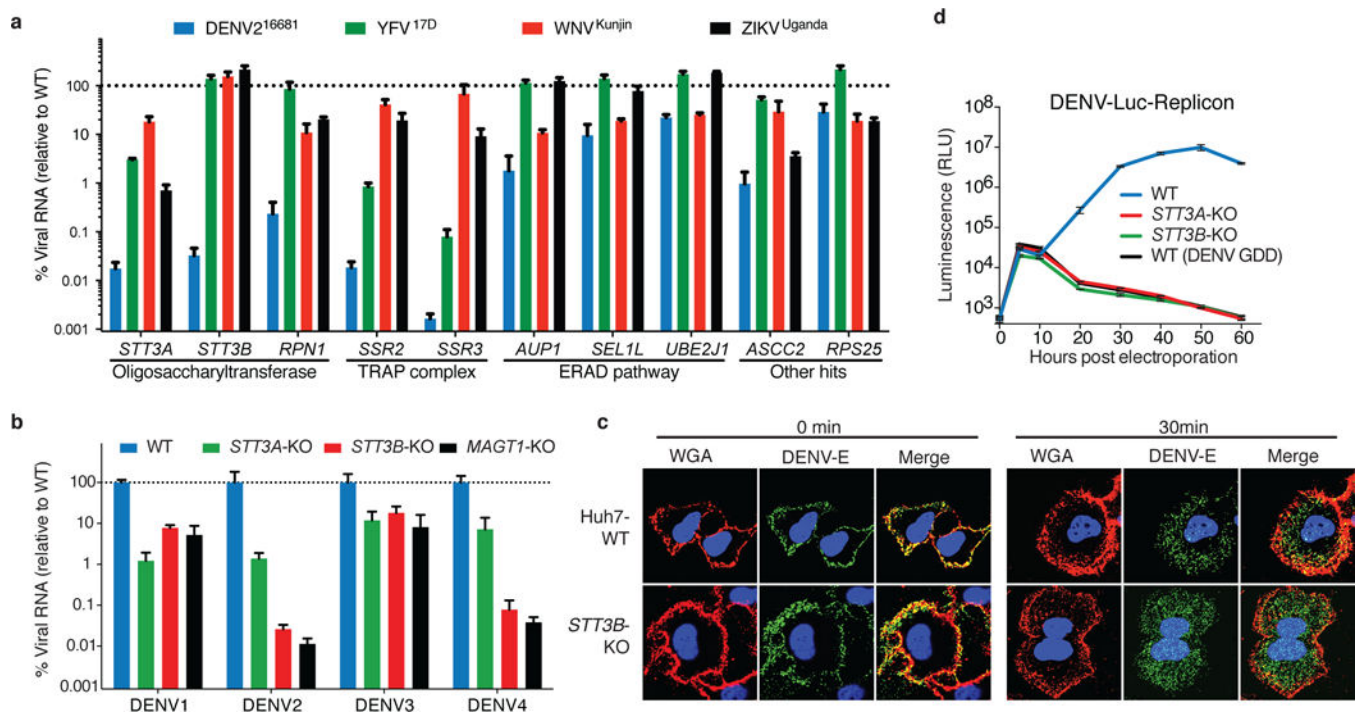 a
DENV2^16681 YFV^17D WNV^Kunjin ZIKV^Uganda
% Viral RNA (relative to WT)
100
10
1
0.1
0.01
0.001
STT3A STT3B RPN1 SSR2 SSR3 AUP1 SEL1L UBE2J1 ASCC2 RPS25
Oligosaccharyltransferase TRAP complex ERAD pathway Other hits
d
DENV-Luc-Replicon
Luminescence (RLU)
10^8
10^7
10^6
10^5
10^4
10^3
WT
STT3A-KO
STT3B-KO
WT (DENV GDD)
0 10 20 30 40 50 60
Hours post electroporation
b
WT STT3A-KO STT3B-KO MAGT1-KO
% Viral RNA (relative to WT)
100
10
1
0.1
0.01
0.001
DENV1 DENV2 DENV3 DENV4
c
0 min 30min
WGA DENV-E Merge WGA DENV-E Merge
Huh7-
WT
STT3B-
KO